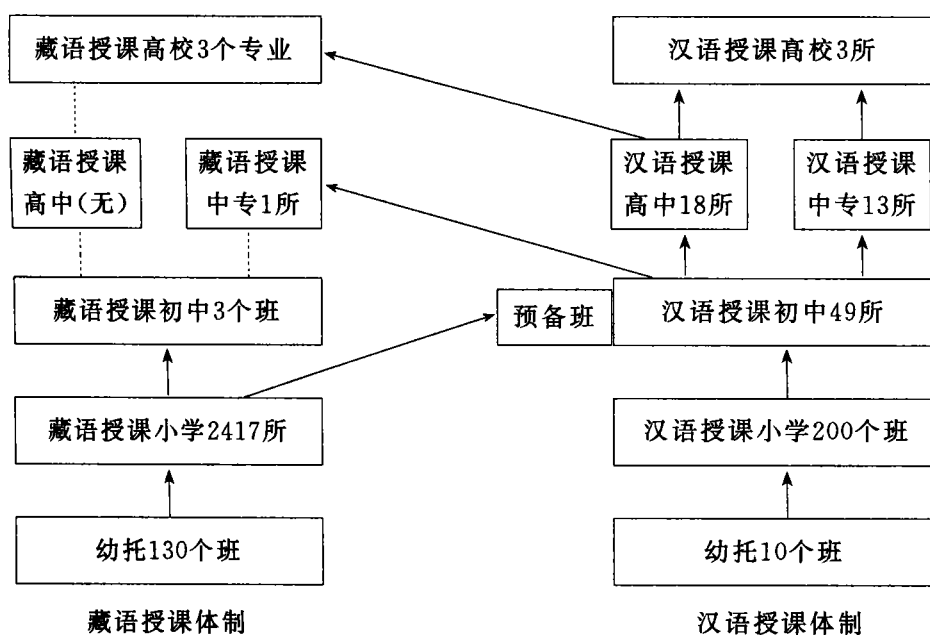 藏语授课高校3个专业
汉语授课高校3所
藏语授课
高中(无)
藏语授课
中专1所
汉语授课
高中18所
汉语授课
中专13所
藏语授课初中3个班
预备班
汉语授课初中49所
藏语授课小学2417所
汉语授课小学200个班
幼托130个班
幼托10个班
藏语授课体制
汉语授课体制